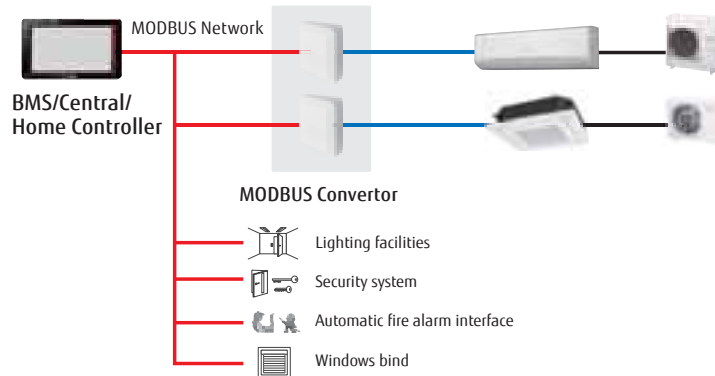 MODBUS Network
BMS/Central/
Home Controller
MODBUS Convertor
Lighting facilities
Security system
Automatic fire alarm interface
Windows bind